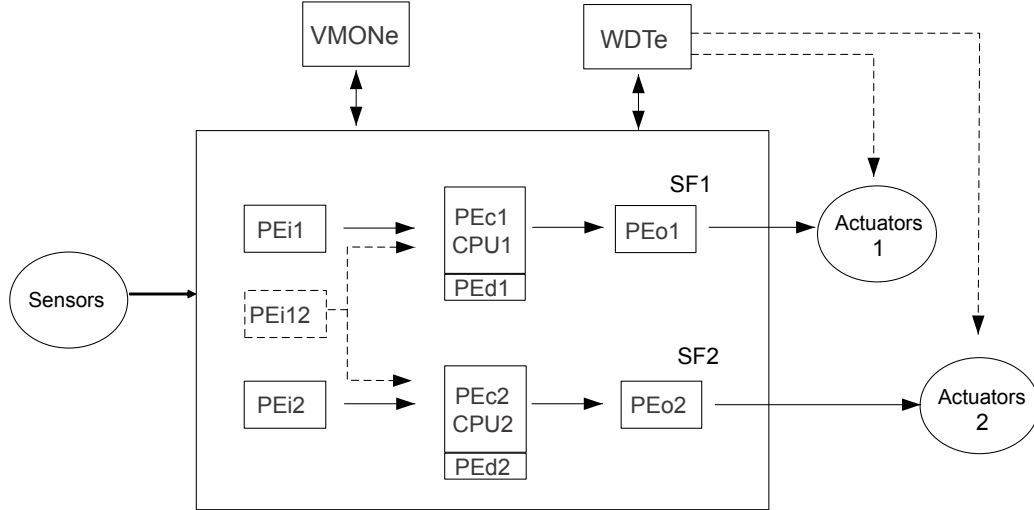 VMONe
WDTe
SF1
PEi1
PEc1
CPU1
PEo1
Actuators
1
PEd1
Sensors
PEi12
SF2
PEi2
PEc2
CPU2
PEo2
Actuators
2
PEd2